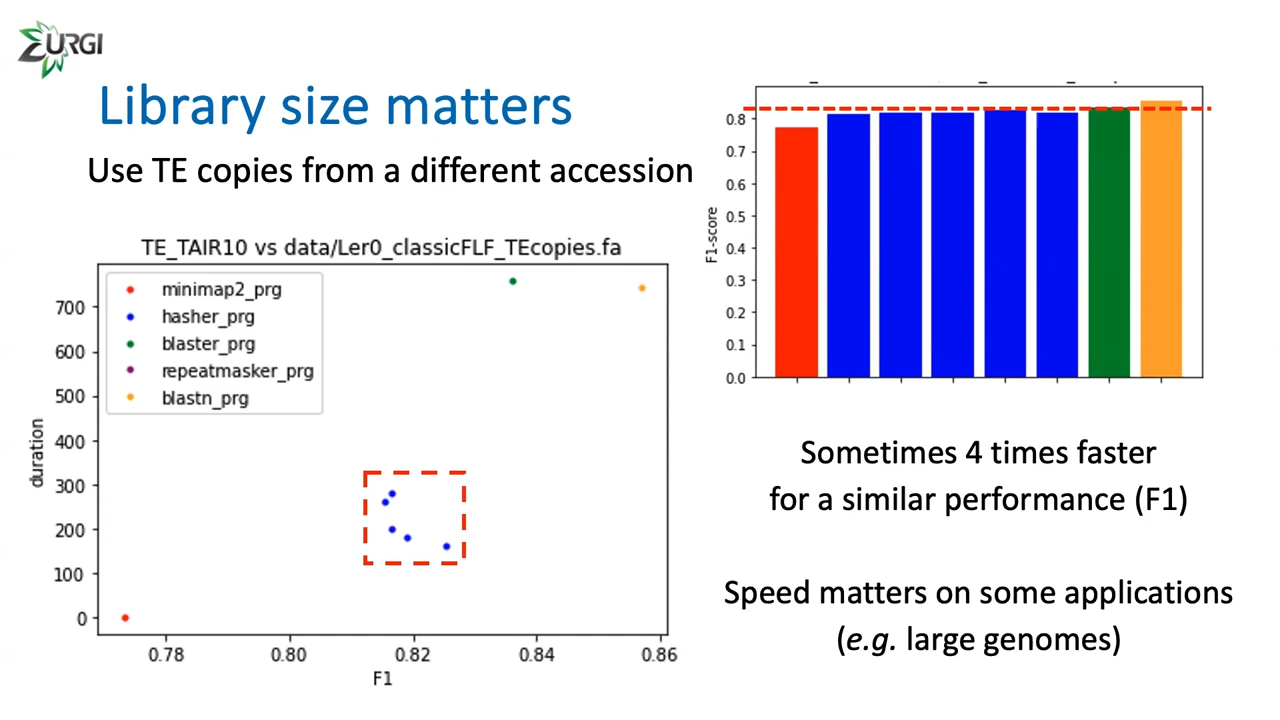 URGI
Library size matters
Use TE copies from a different accession
TE_TAIR10 vs data/Ler0_classicFLF_TEcopies.fa
minimap2_prg
hasher_prg
blaster_prg
repeatmasker_prg
blastn_prg
700
600
500
400
300
200
100
0
duration
0.78 0.80 0.82 0.84 0.86
F1
0.8
0.7
0.6
0.5
0.4
0.3
0.2
0.1
0.0
F1-score
Sometimes 4 times faster
for a similar performance (F1)
Speed matters on some applications
(e.g. large genomes)